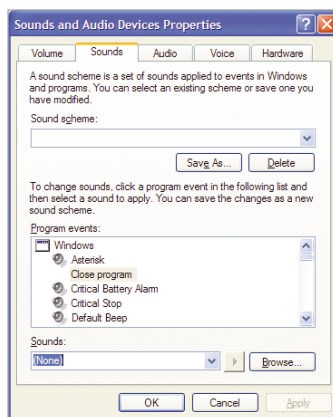 Sounds and Audio Devices Properties
Volume Sounds Audio Voice Hardware
A sound scheme is a set of sounds applied to events in Windows
and programs. You can select an existing scheme or save one you
have modified.
Sound scheme:
Save As... Delete
To change sounds, click a program event in the following list and
then select a sound to apply. You can save the changes as a new
sound scheme.
Program events:
Windows
Asterisk
Close program
Critical Battery Alarm
Critical Stop
Default Beep
Sounds:
(None) Browse...
OK Cancel Apply